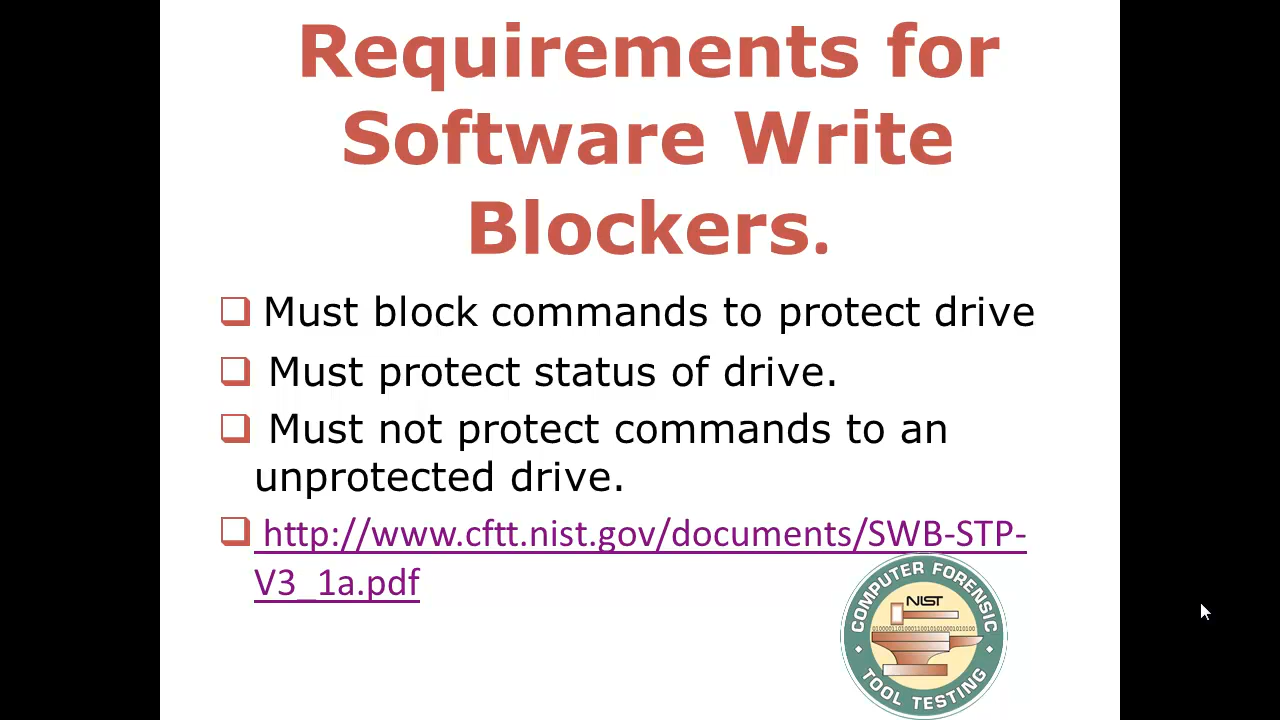 Requirements for
Software Write
Blockers.
❑ Must block commands to protect drive
❑ Must protect status of drive.
❑ Must not protect commands to an
unprotected drive.
❑ http://www.cftt.nist.gov/documents/SWB-STP-
V3_1a.pdf
COMPUTER FORENSIC
NIST
TOOL TESTING